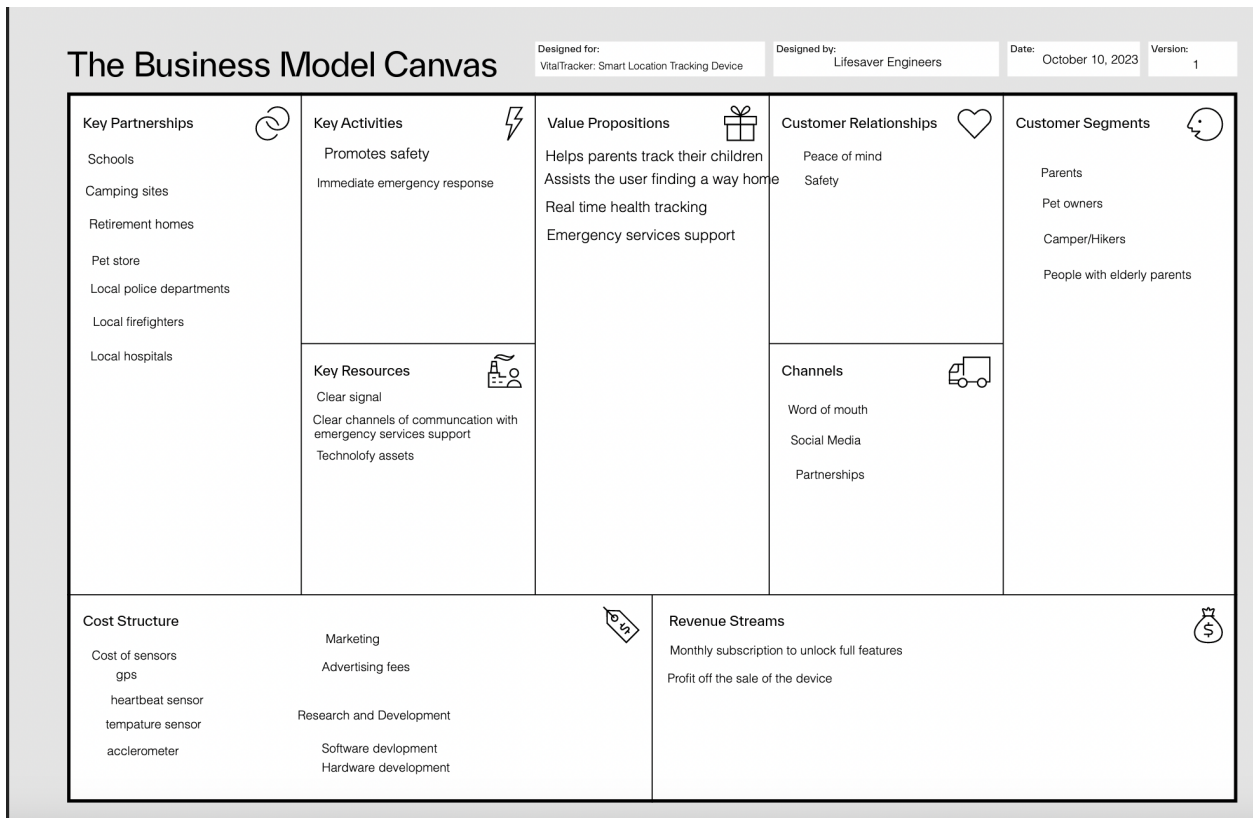 The Business Model Canvas
Designed for:
VitalTracker: Smart Location Tracking Device
Designed by:
Lifesaver Engineers
Date:
October 10, 2023
Version:
1
Key Partnerships
Schools
Camping sites
Retirement homes
Pet store
Local police departments
Local firefighters
Local hospitals
Key Activities
Promotes safety
Immediate emergency response
Key Resources
Clear signal
Clear channels of communcation with
emergency services support
Technolofy assets
Value Propositions
Helps parents track their children
Assists the user finding a way home
Real time health tracking
Emergency services support
Customer Relationships
Peace of mind
Safety
Channels
Word of mouth
Social Media
Partnerships
Customer Segments
Parents
Pet owners
Camper/Hikers
People with elderly parents
Cost Structure
Cost of sensors
gps
heartbeat sensor
tempature sensor
acclerometer
Marketing
Advertising fees
Research and Development
Software devlopment
Hardware development
Revenue Streams
Monthly subscription to unlock full features
Profit off the sale of the device